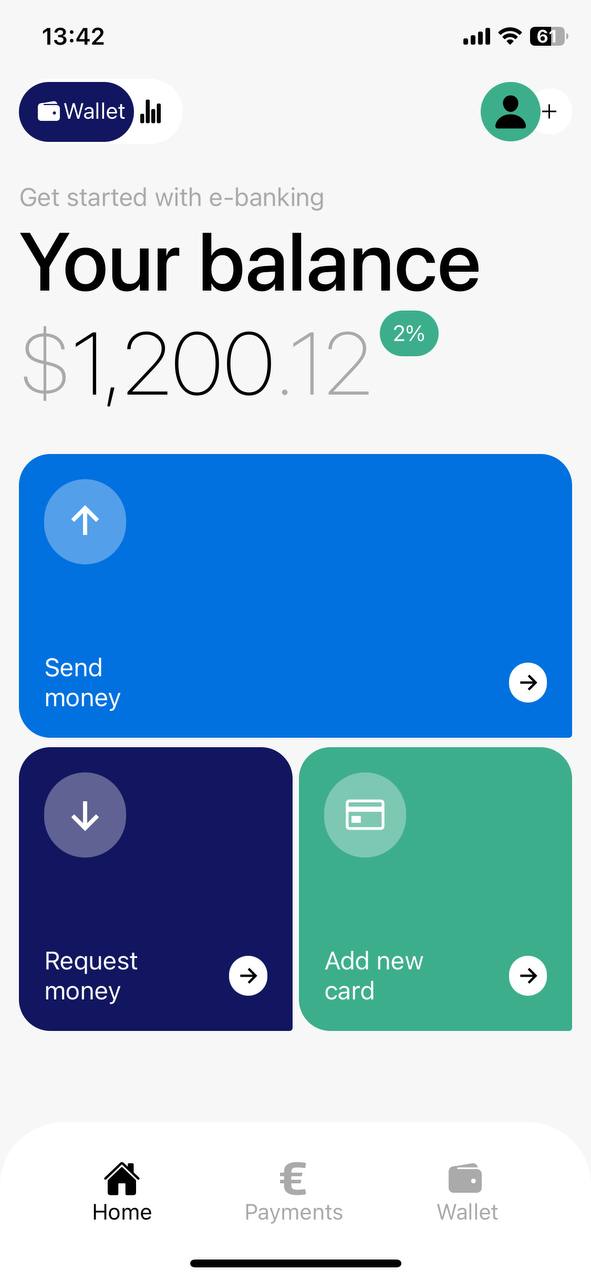 13:42
61
Wallet
+
Get started with e-banking
Your balance
$1,200.12
2%
Send
money
Request
money
Add new
card
€
Home
Payments
Wallet